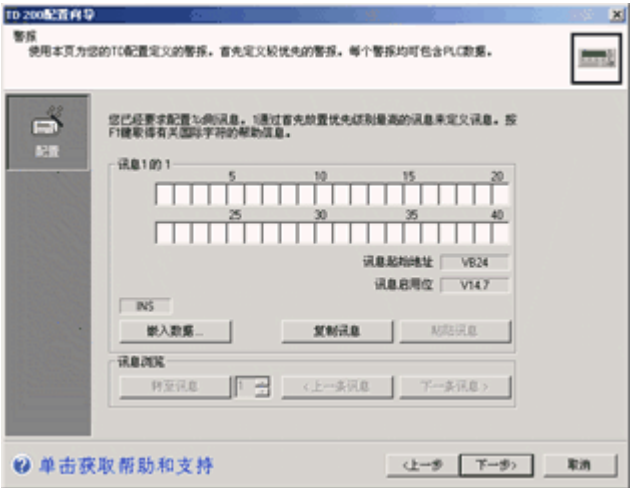 TD 200配置向导
警报
使用本页为您的TD配置定义的警报。首先定义较优先的警报。每个警报均可包含PLC数据。
配置
您已经要求配置%d则讯息。1通过首先放置优先级别最高的讯息来定义讯息。按
F1键取得有关国际字符的帮助信息。
讯息1的1
5 10 15 20
25 30 35 40
讯息起始地址 VB24
讯息启用位 V14.7
INS
嵌入数据... 复制讯息 粘贴讯息
讯息浏览
转至讯息 1 <上一条讯息 下一条讯息>
单击获取帮助和支持
<上一步 下一步> 取消